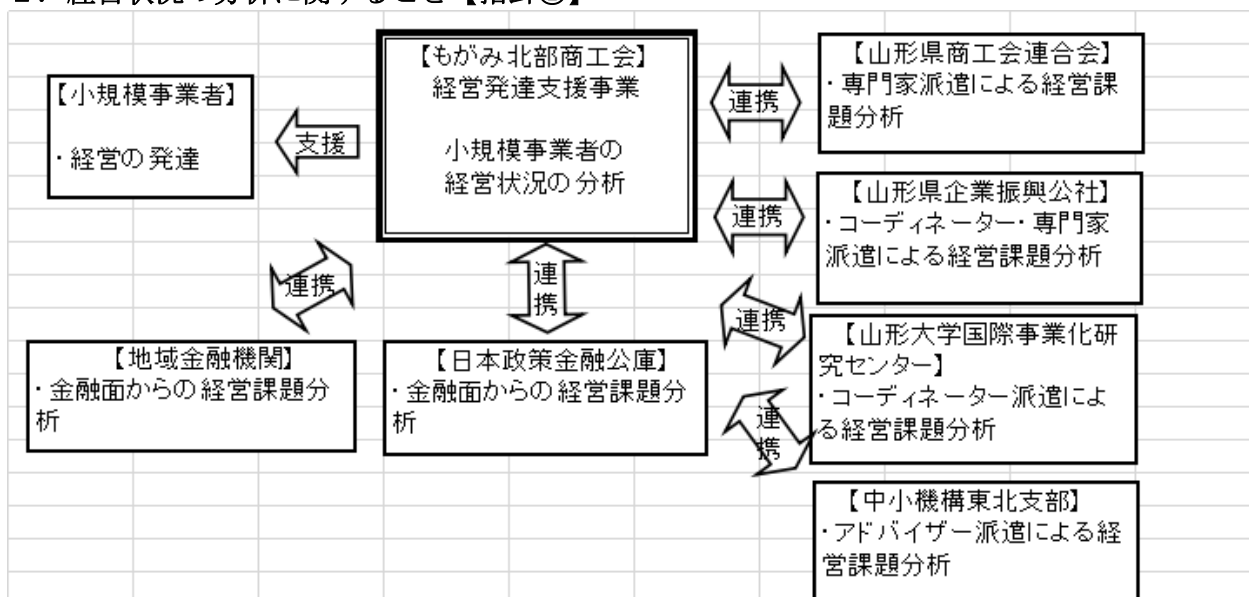 【もがみ北部商工会】
経営発達支援事業
小規模事業者の
経営状況の分析
【小規模事業者】
・経営の発達
支援
連携
【山形県商工会連合会】
・専門家派遣による経営課
題分析
連携
【山形県企業振興公社】
・コーディネーター・専門家
派遣による経営課題分析
連携
【山形大学国際事業化研
究センター】
・コーディネーター派遣によ
る経営課題分析
連
携
【中小機構東北支部】
・アドバイザー派遣による経
営課題分析
連携
【地域金融機関】
・金融面からの経営課題分
析
連
携
【日本政策金融公庫】
・金融面からの経営課題分
析